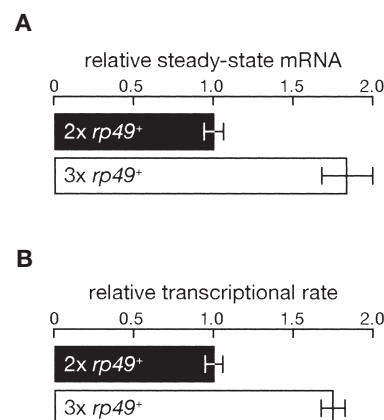 A
relative steady-state mRNA
0 0.5 1.0 1.5 2.0
2x rp49⁺
3x rp49⁺
B
relative transcriptional rate
0 0.5 1.0 1.5 2.0
2x rp49⁺
3x rp49⁺